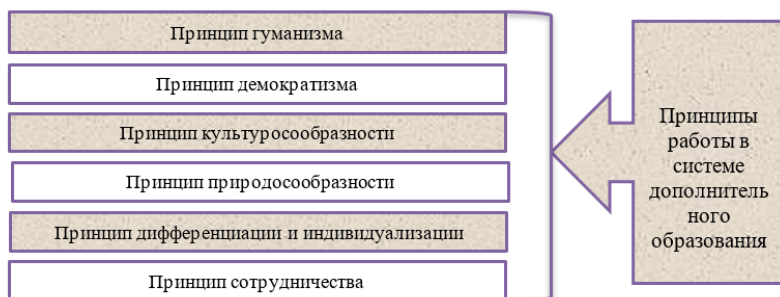 Принцип гуманизма
Принцип демократизма
Принцип культуросообразности
Принцип природосообразности
Принцип дифференциации и индивидуализации
Принцип сотрудничества
Принципы
работы в
системе
дополнитель
ного
образования